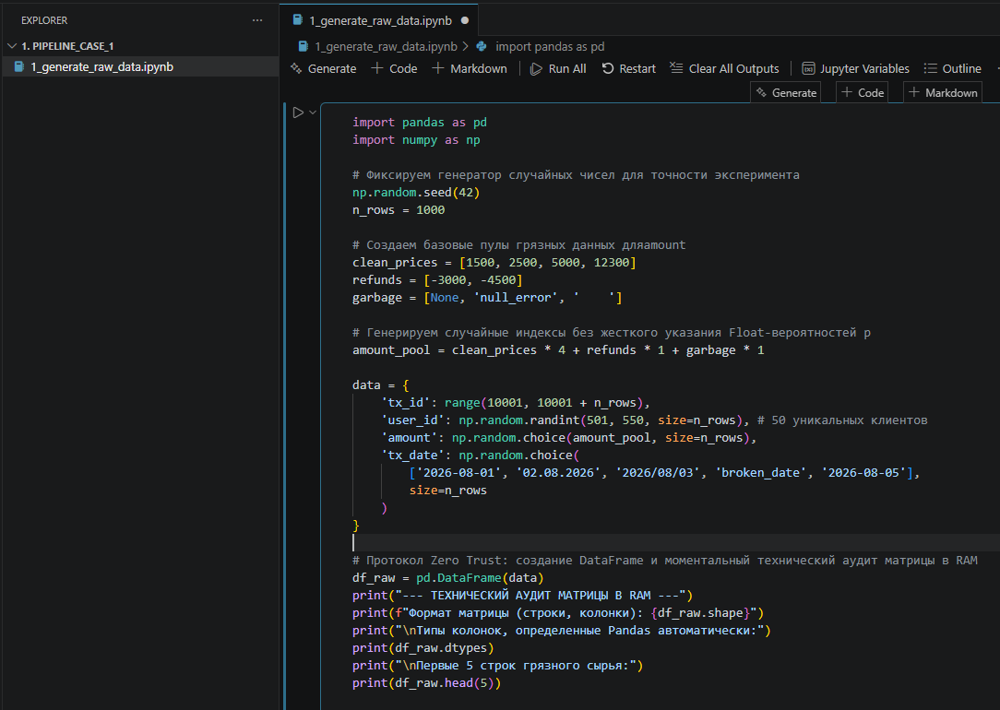 EXPLORER
1_generate_raw_data.ipynb
1. PIPELINE_CASE_1
1_generate_raw_data.ipynb
1_generate_raw_data.ipynb > import pandas as pd
Generate + Code + Markdown Run All Restart Clear All Outputs Jupyter Variables Outline
Generate + Code + Markdown
import pandas as pd
import numpy as np
# Фиксируем генератор случайных чисел для точности эксперимента
np.random.seed(42)
n_rows = 1000
# Создаем базовые пулы грязных данных дляamount
clean_prices = [1500, 2500, 5000, 12300]
refunds = [-3000, -4500]
garbage = [None, 'null_error', '    ']
# Генерируем случайные индексы без жесткого указания Float-вероятностей p
amount_pool = clean_prices * 4 + refunds * 1 + garbage * 1
data = {
    'tx_id': range(10001, 10001 + n_rows),
    'user_id': np.random.randint(501, 550, size=n_rows), # 50 уникальных клиентов
    'amount': np.random.choice(amount_pool, size=n_rows),
    'tx_date': np.random.choice(
        ['2026-08-01', '02.08.2026', '2026/08/03', 'broken_date', '2026-08-05'],
        size=n_rows
    )
}
# Протокол Zero Trust: создание DataFrame и моментальный технический аудит матрицы в RAM
df_raw = pd.DataFrame(data)
print("--- ТЕХНИЧЕСКИЙ АУДИТ МАТРИЦЫ В RAM ---")
print(f"Формат матрицы (строки, колонки): {df_raw.shape}")
print("\nТипы колонок, определенные Pandas автоматически:")
print(df_raw.dtypes)
print("\nПервые 5 строк грязного сырья:")
print(df_raw.head(5))